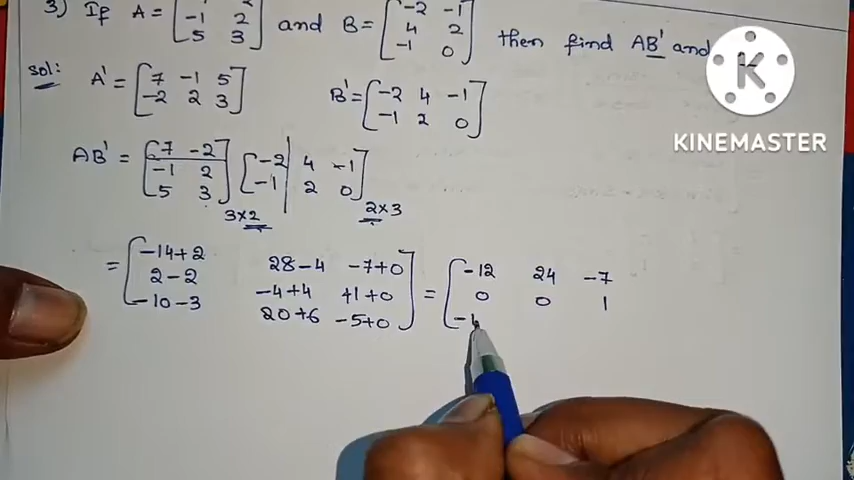 3) If A = [ -1 2 5 3 ] and B = [ -2 -1 4 2 -1 0 ] then find AB' and
sol: A' = [ 7 -1 5 -2 2 3 ] B' = [ -2 4 -1 -1 2 0 ]
KINEMASTER
AB' = [ 7 -2 -1 2 5 3 ] [ -2 4 -1 -1 2 0 ]
3×2 2×3
= [ -14+2 28-4 -7+0 = [ -12 24 -7
2-2 -4+4 +1+0 0 0 1
-10-3 20+6 -5+0 ] -1